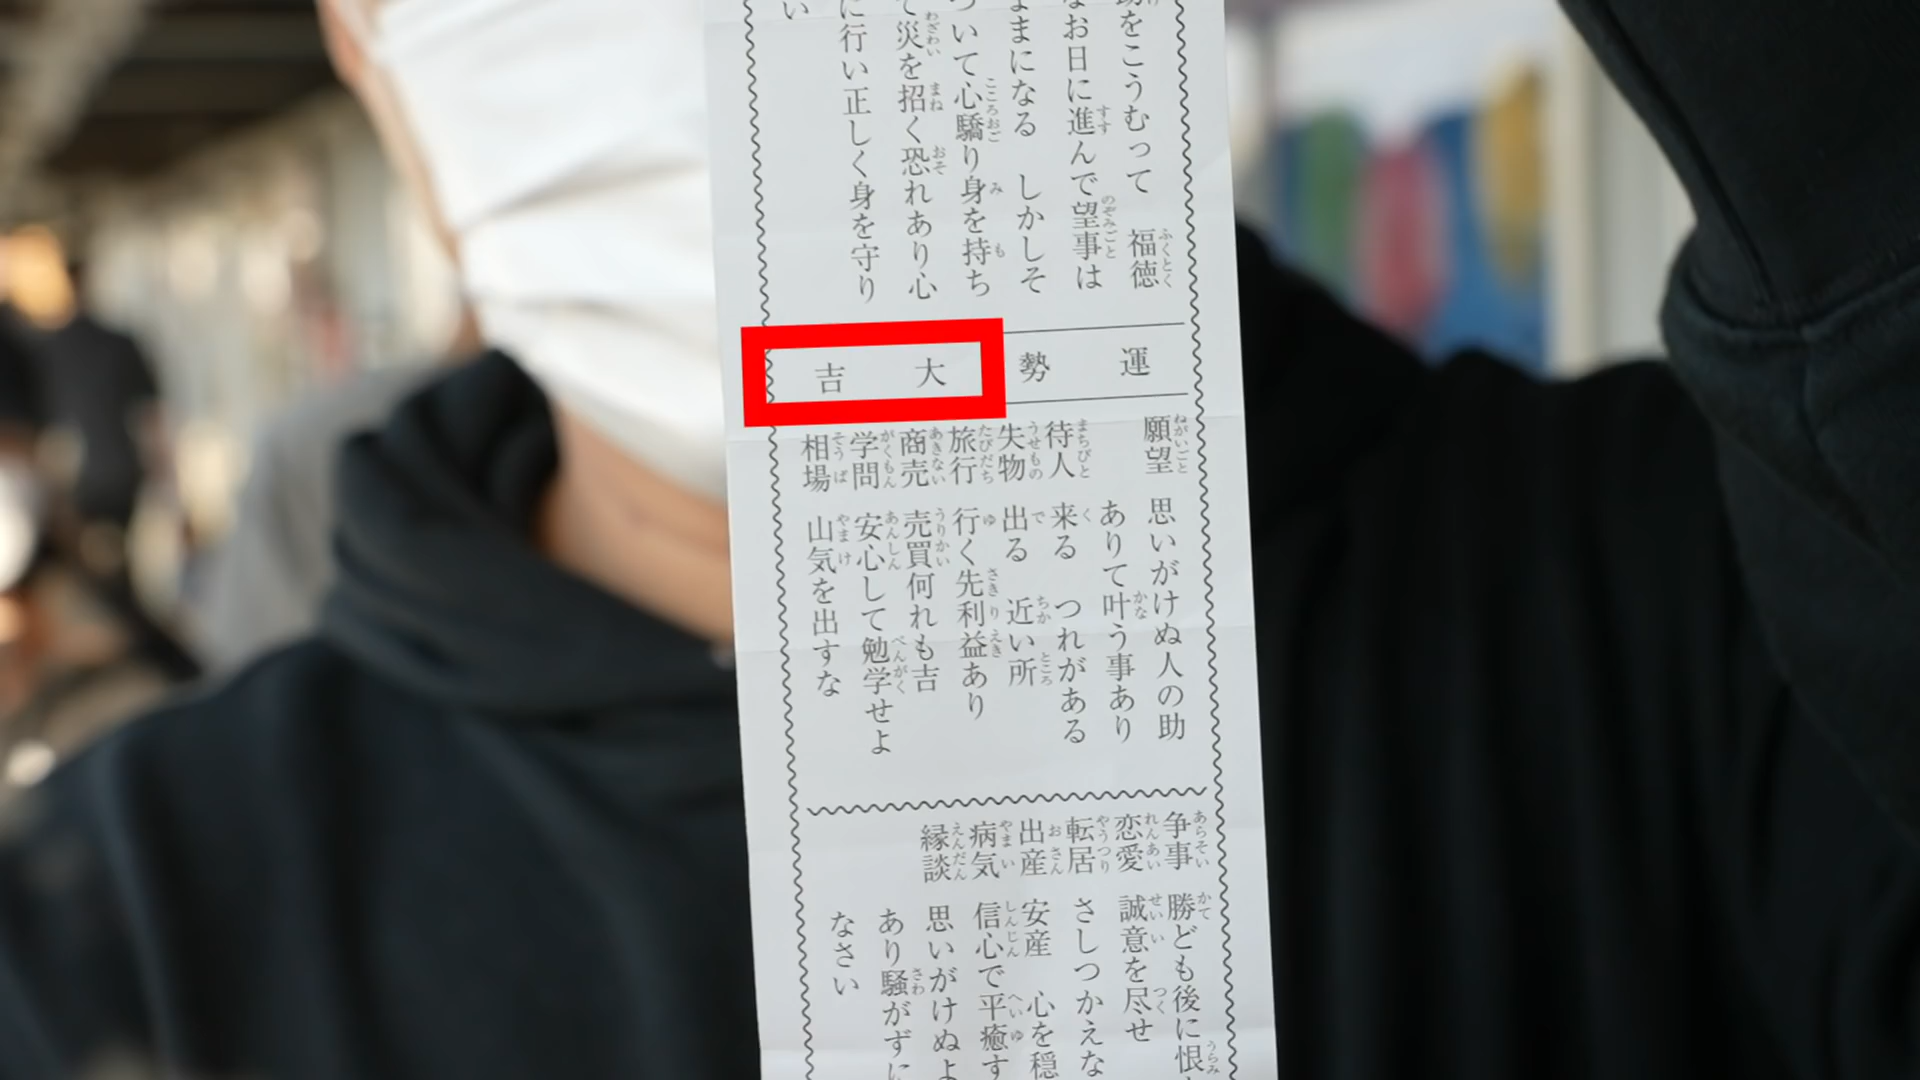 助をこうむって　福徳
なお日に進んで望事は
ままになる　しかしそ
ついて心驕り身を持ち
て災を招く恐れあり心
に行い正しく身を守り
い
運勢　大吉
願望　思いがけぬ人の助
ありて叶う事あり
待人　来る　つれがある
失物　出る　近い所
旅行　行く先利益あり
商売　売買何れも吉
学問　安心して勉学せよ
相場　山気を出すな
争事　勝ども後に恨
恋愛　誠意を尽せ
転居　さしつかえな
出産　安産　心を穏
病気　信心で平癒す
縁談　思いがけぬよ
あり騒がずに
なさい